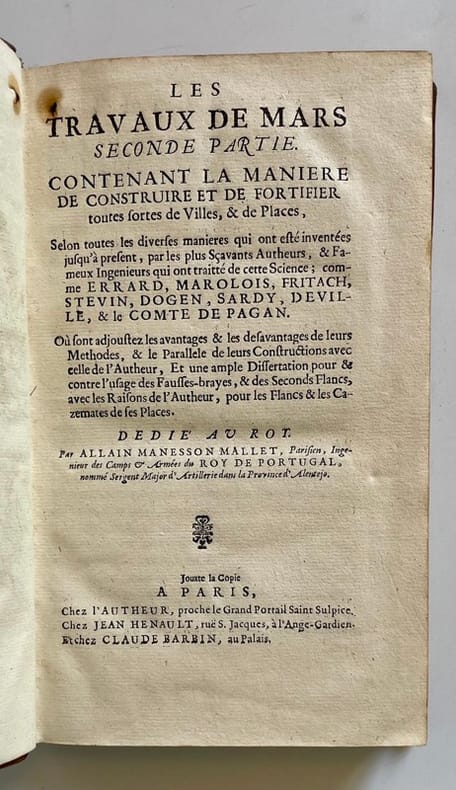 LES
TRAVAUX DE MARS
SECONDE PARTIE.
CONTENANT LA MANIERE
DE CONSTRUIRE ET DE FORTIFIER
toutes sortes de Villes, & de Places,
Selon toutes les diverses manieres qui ont esté inventées
jusqu'à present, par les plus Sçavants Autheurs, & Fa-
meux Ingenieurs qui ont traitté de cette Science; com-
me ERRARD, MAROLOIS, FRITACH,
STEVIN, DOGEN, SARDY, DEVIL-
LE, & le COMTE DE PAGAN.
Où sont adjoustez les avantages & les desavantages de leurs
Methodes, & le Parallele de leurs Constructions avec
celle de l'Autheur, Et une ample Dissertation pour &
contre l'usage des Fausses-brayes, & des Seconds Flancs,
avec les Raisons de l'Autheur, pour les Flancs & les Ca-
zemates de ses Places.
DEDIE' AU ROY.
Par ALLAIN MANESSON MALLET, Parisien, Inge-
nieur des Camps & Armées du ROY DE PORTUGAL,
nommé Sergent Major d'Artillerie dans la Province d'Alentejo.
Jouxte la Copie
A PARIS,
Chez l'AUTHEUR, proche le Grand Portail Saint Sulpice.
Chez JEAN HENAULT, ruë S. Jacques, à l'Ange-Gardien.
Et chez CLAUDE BARBIN, au Palais.